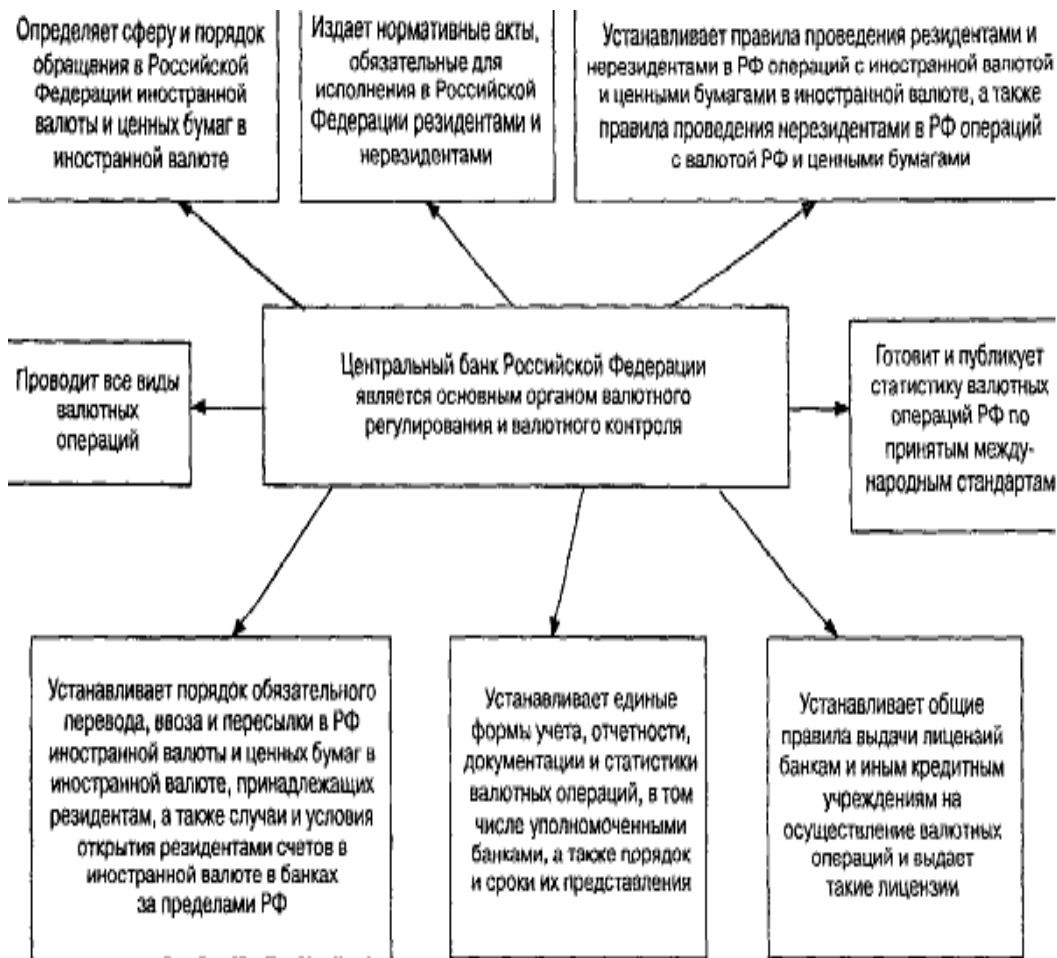 Определяет сферу и порядок
обращения в Российской
Федерации иностранной
валюты и ценных бумаг в
иностранной валюте
Издает нормативные акты,
обязательные для
исполнения в Российской
Федерации резидентами и
нерезидентами
Устанавливает правила проведения резидентами и
нерезидентами в РФ операций с иностранной валютой
и ценными бумагами в иностранной валюте, а также
правила проведения нерезидентами в РФ операций
с валютой РФ и ценными бумагами
Проводит все виды
валютных
операций
Центральный банк Российской Федерации
является основным органом валютного
регулирования и валютного контроля
Готовит и публикует
статистику валютных
операций РФ по
принятым между-
народным стандартам
Устанавливает порядок обязательного
перевода, ввоза и пересылки в РФ
иностранной валюты и ценных бумаг в
иностранной валюте, принадлежащих
резидентам, а также случаи и условия
открытия резидентами счетов в
иностранной валюте в банках
за пределами РФ
Устанавливает единые
формы учета, отчетности,
документации и статистики
валютных операций, в том
числе уполномоченными
банками, а также порядок
и сроки их представления
Устанавливает общие
правила выдачи лицензий
банкам и иным кредитным
учреждениям на
осуществление валютных
операций и выдает
такие лицензии